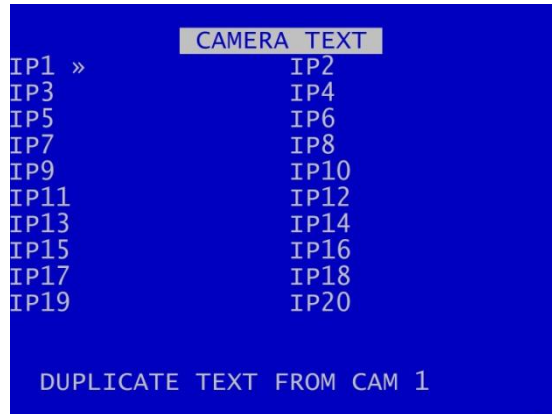 CAMERA TEXT
IP1 » IP2
IP3 IP4
IP5 IP6
IP7 IP8
IP9 IP10
IP11 IP12
IP13 IP14
IP15 IP16
IP17 IP18
IP19 IP20
DUPLICATE TEXT FROM CAM 1